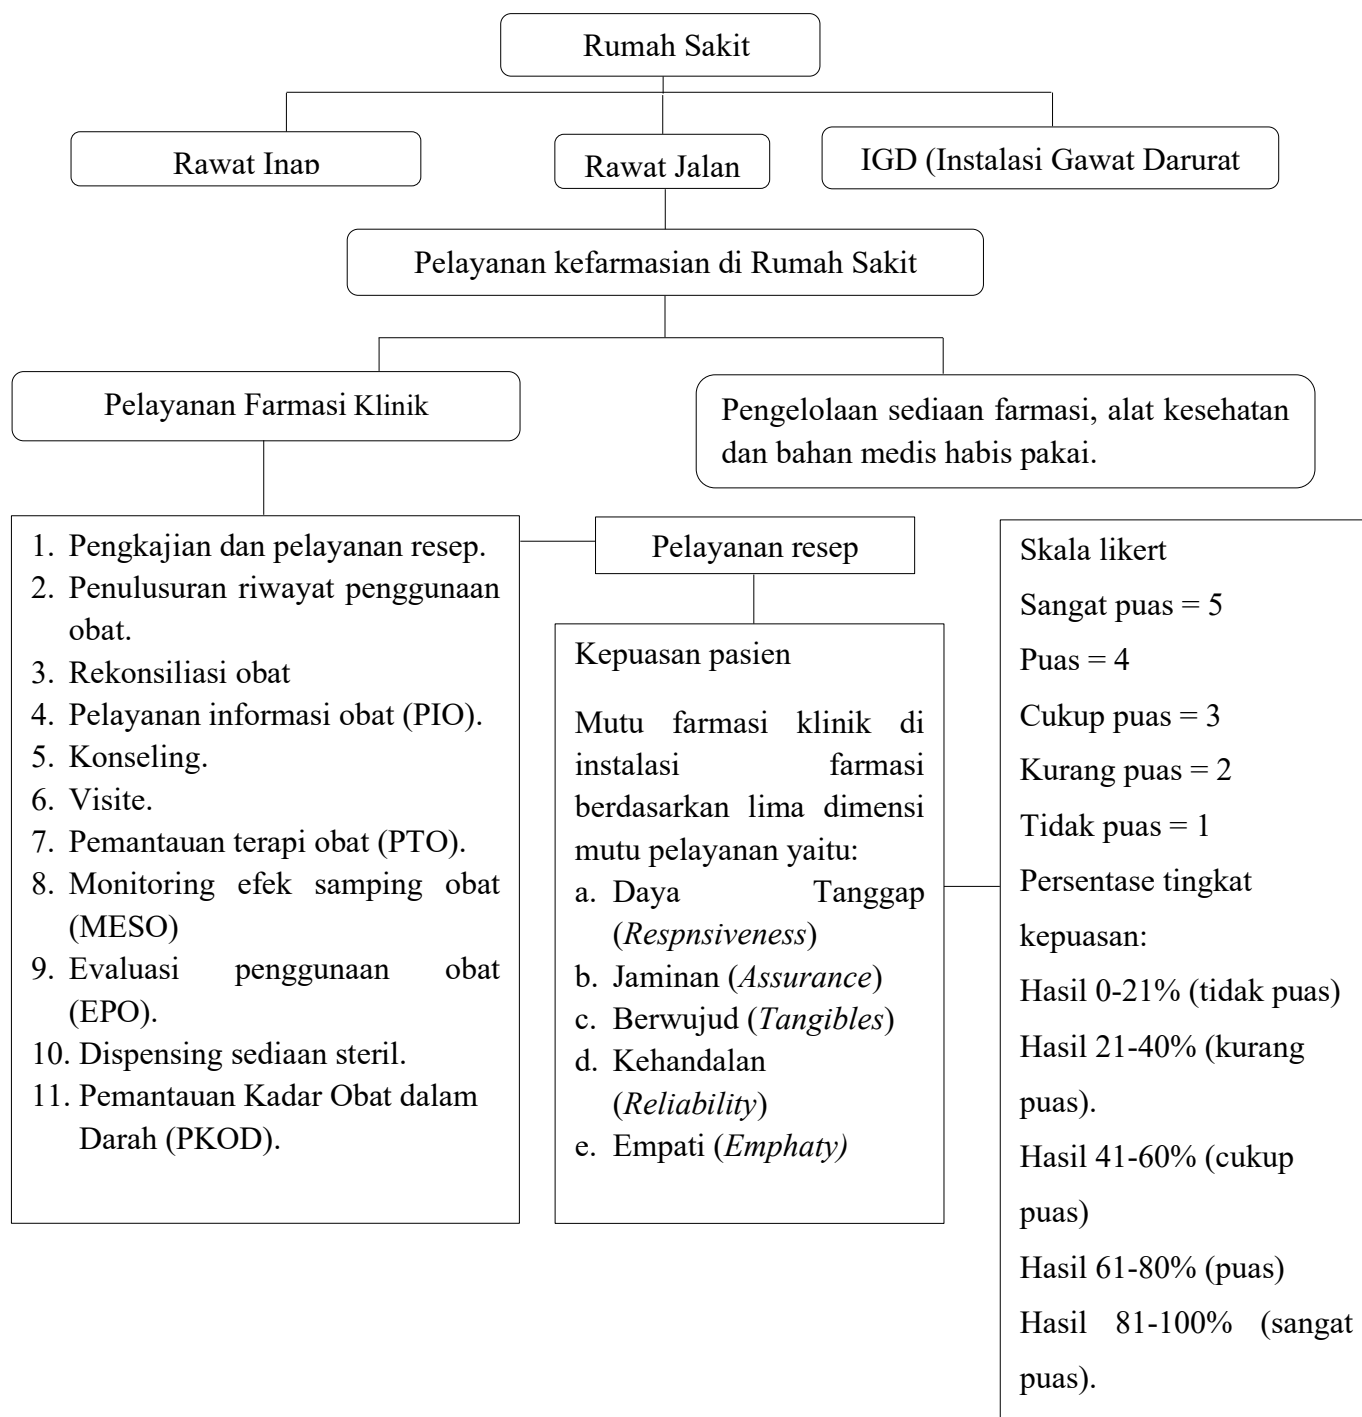 Rumah Sakit
Rawat Inap
Rawat Jalan
IGD (Instalasi Gawat Darurat
Pelayanan kefarmasian di Rumah Sakit
Pelayanan Farmasi Klinik
Pengelolaan sediaan farmasi, alat kesehatan
dan bahan medis habis pakai.
1. Pengkajian dan pelayanan resep.
2. Penulusuran riwayat penggunaan
obat.
3. Rekonsiliasi obat
4. Pelayanan informasi obat (PIO).
5. Konseling.
6. Visite.
7. Pemantauan terapi obat (PTO).
8. Monitoring efek samping obat
(MESO)
9. Evaluasi penggunaan obat
(EPO).
10. Dispensing sediaan steril.
11. Pemantauan Kadar Obat dalam
Darah (PKOD).
Pelayanan resep
Kepuasan pasien
Mutu farmasi klinik di
instalasi farmasi
berdasarkan lima dimensi
mutu pelayanan yaitu:
a. Daya Tanggap
(Respnsiveness)
b. Jaminan (Assurance)
c. Berwujud (Tangibles)
d. Kehandalan
(Reliability)
e. Empati (Emphaty)
Skala likert
Sangat puas = 5
Puas = 4
Cukup puas = 3
Kurang puas = 2
Tidak puas = 1
Persentase tingkat
kepuasan:
Hasil 0-21% (tidak puas)
Hasil 21-40% (kurang
puas).
Hasil 41-60% (cukup
puas)
Hasil 61-80% (puas)
Hasil 81-100% (sangat
puas).